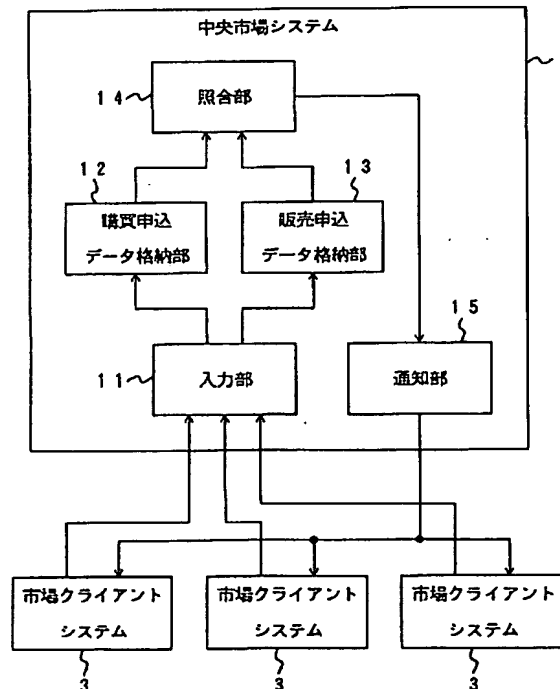 中央市場システム
14
照合部
12
13
購買申込
データ格納部
販売申込
データ格納部
15
11
入力部
通知部
市場クライアント
システム
市場クライアント
システム
市場クライアント
システム
3
3
3